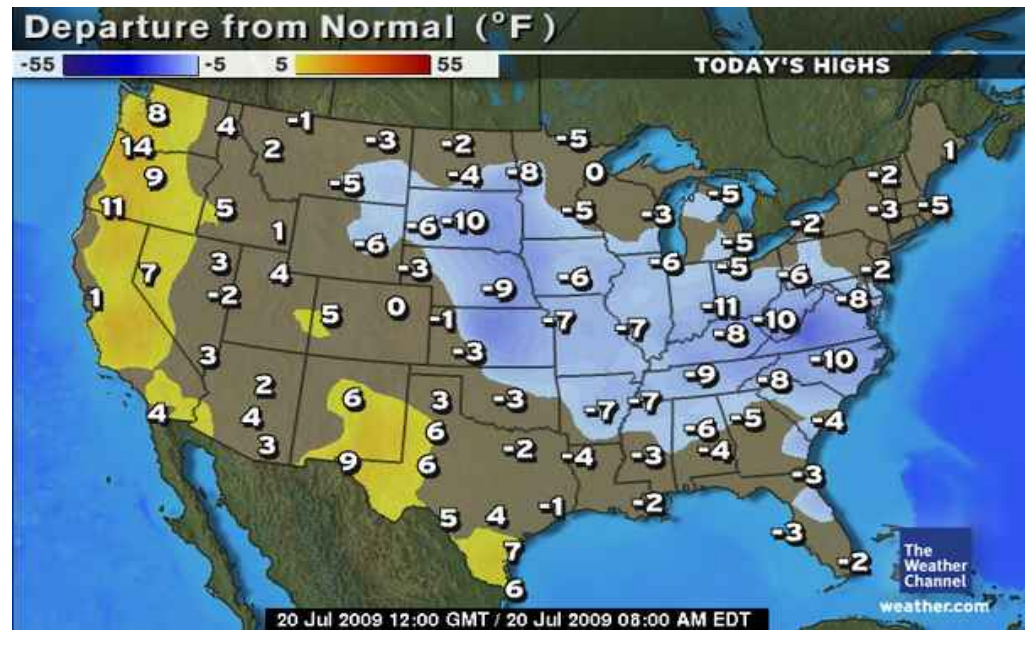 Departure from Normal (°F)
-55 -5 5 55 TODAY'S HIGHS
8 4 -1 -3 -2 -5 1
14 2 0 -2
9 -5 -4 -8 -5
11 5 1 -6 -10 -5 -3 -3 -5
-6 -2
3 4 -3 -6 -5 -5 -2
7 -2 -9 -6 -6
1 5 0 -1 -7 -7 -11 -10 -8
3 -3 -8
2 -9 -8 -10
4 4 6 3 -3 -7 -7 -5 -4
3 6 -2 -6
9 6 -4 -3 -4 -3
5 4 -1 -2
7 -3
6 -2
The
Weather
Channel
weather.com
20 Jul 2009 12:00 GMT / 20 Jul 2009 08:00 AM EDT